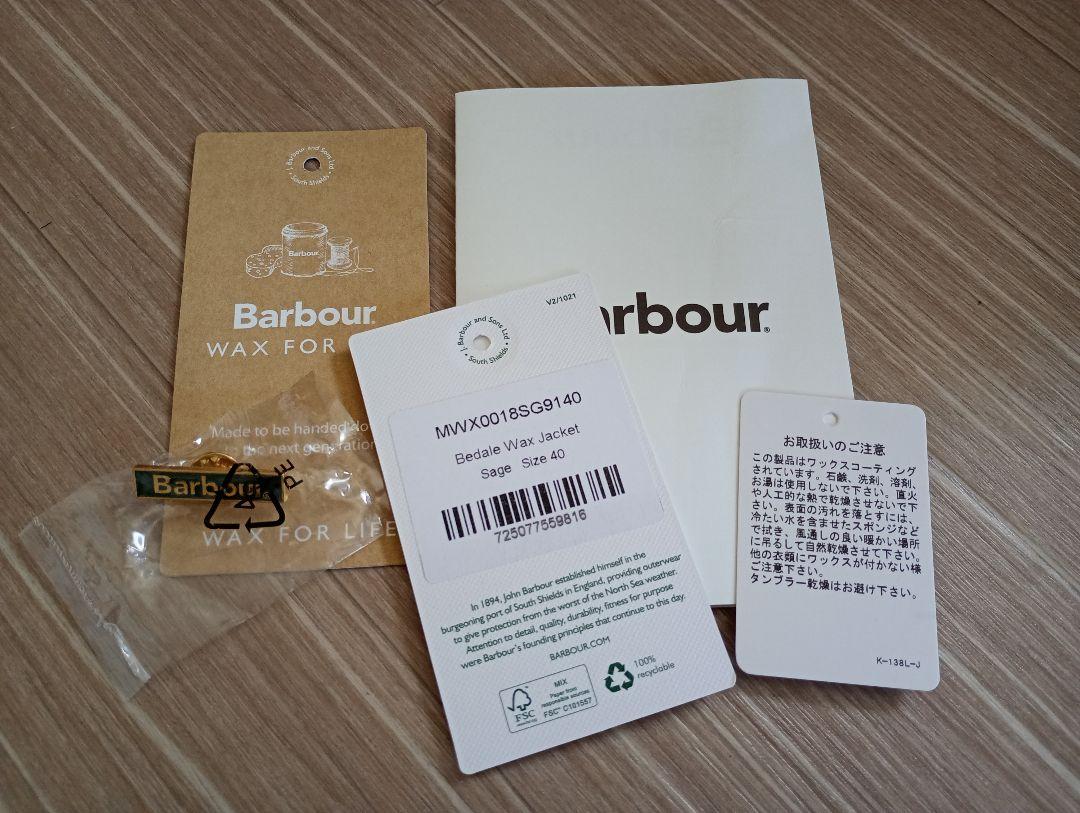 J. Barbour and Sons Ltd
South Shields
Barbour
Barbour
WAX FOR
Made to be handed do
to the next generation
Barbour
PE
WAX FOR LIFE
arbour
V2/1021
J. Barbour and Sons Ltd
South Shields
MWX0018SG9140
Bedale Wax Jacket
Sage Size 40
725077559816
In 1894, John Barbour established himself in the
burgeoning port of South Shields in England, providing outerwear
to give protection from the worst of the North Sea weather.
Attention to detail, quality, durability, fitness for purpose
were Barbour's founding principles that continue to this day.
BARBOUR.COM
FSC
MIX
Paper from
responsible sources
FSC™ C101557
100%
recyclable
お取扱いのご注意
この製品はワックスコーティング
されています。石鹸、洗剤、溶剤、
お湯は使用しないで下さい。直火
や人工的な熱で乾燥させないで下
さい。表面の汚れを落とすには、
冷たい水を含ませたスポンジなど
で拭き、風通しの良い暖かい場所
に吊るして自然乾燥させて下さい。
他の衣類にワックスが付かない様
ご注意下さい。
タンブラー乾燥はお避け下さい。
K-138L-J